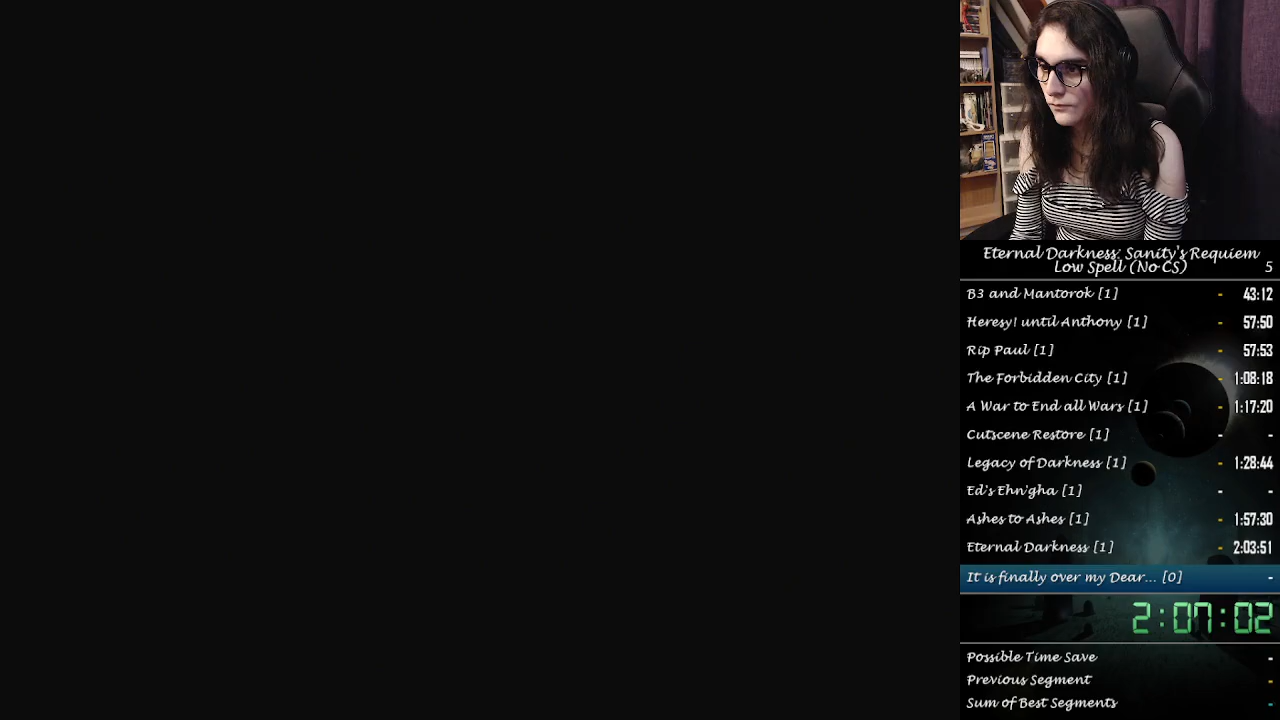 Eternal Darkness: Sanity's Requiem
Low Spell (No CS) 5
B3 and Mantorok [1] - 43:12
Heresy! until Anthony [1] - 57:50
Rip Paul [1] - 57:53
The Forbidden City [1] - 1:08:18
A War to End all Wars [1] - 1:17:20
Cutscene Restore [1] - -
Legacy of Darkness [1] - 1:28:44
Ed's Ehn'gha [1] - -
Ashes to Ashes [1] - 1:57:30
Eternal Darkness [1] - 2:03:51
It is finally over my Dear... [0] -
2:07:02
Possible Time Save -
Previous Segment -
Sum of Best Segments -